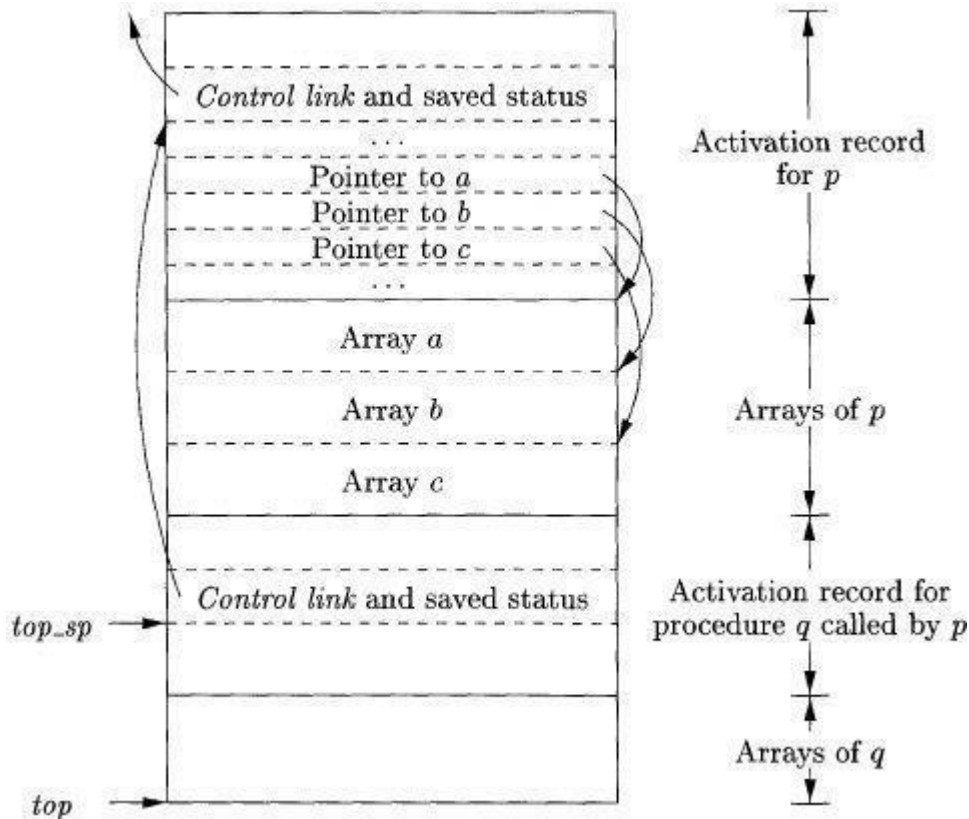 Control link and saved status
...
Pointer to a
Pointer to b
Pointer to c
...
Activation record
for p
Array a
Array b
Array c
Arrays of p
Control link and saved status
top_sp
Activation record for
procedure q called by p
Arrays of q
top